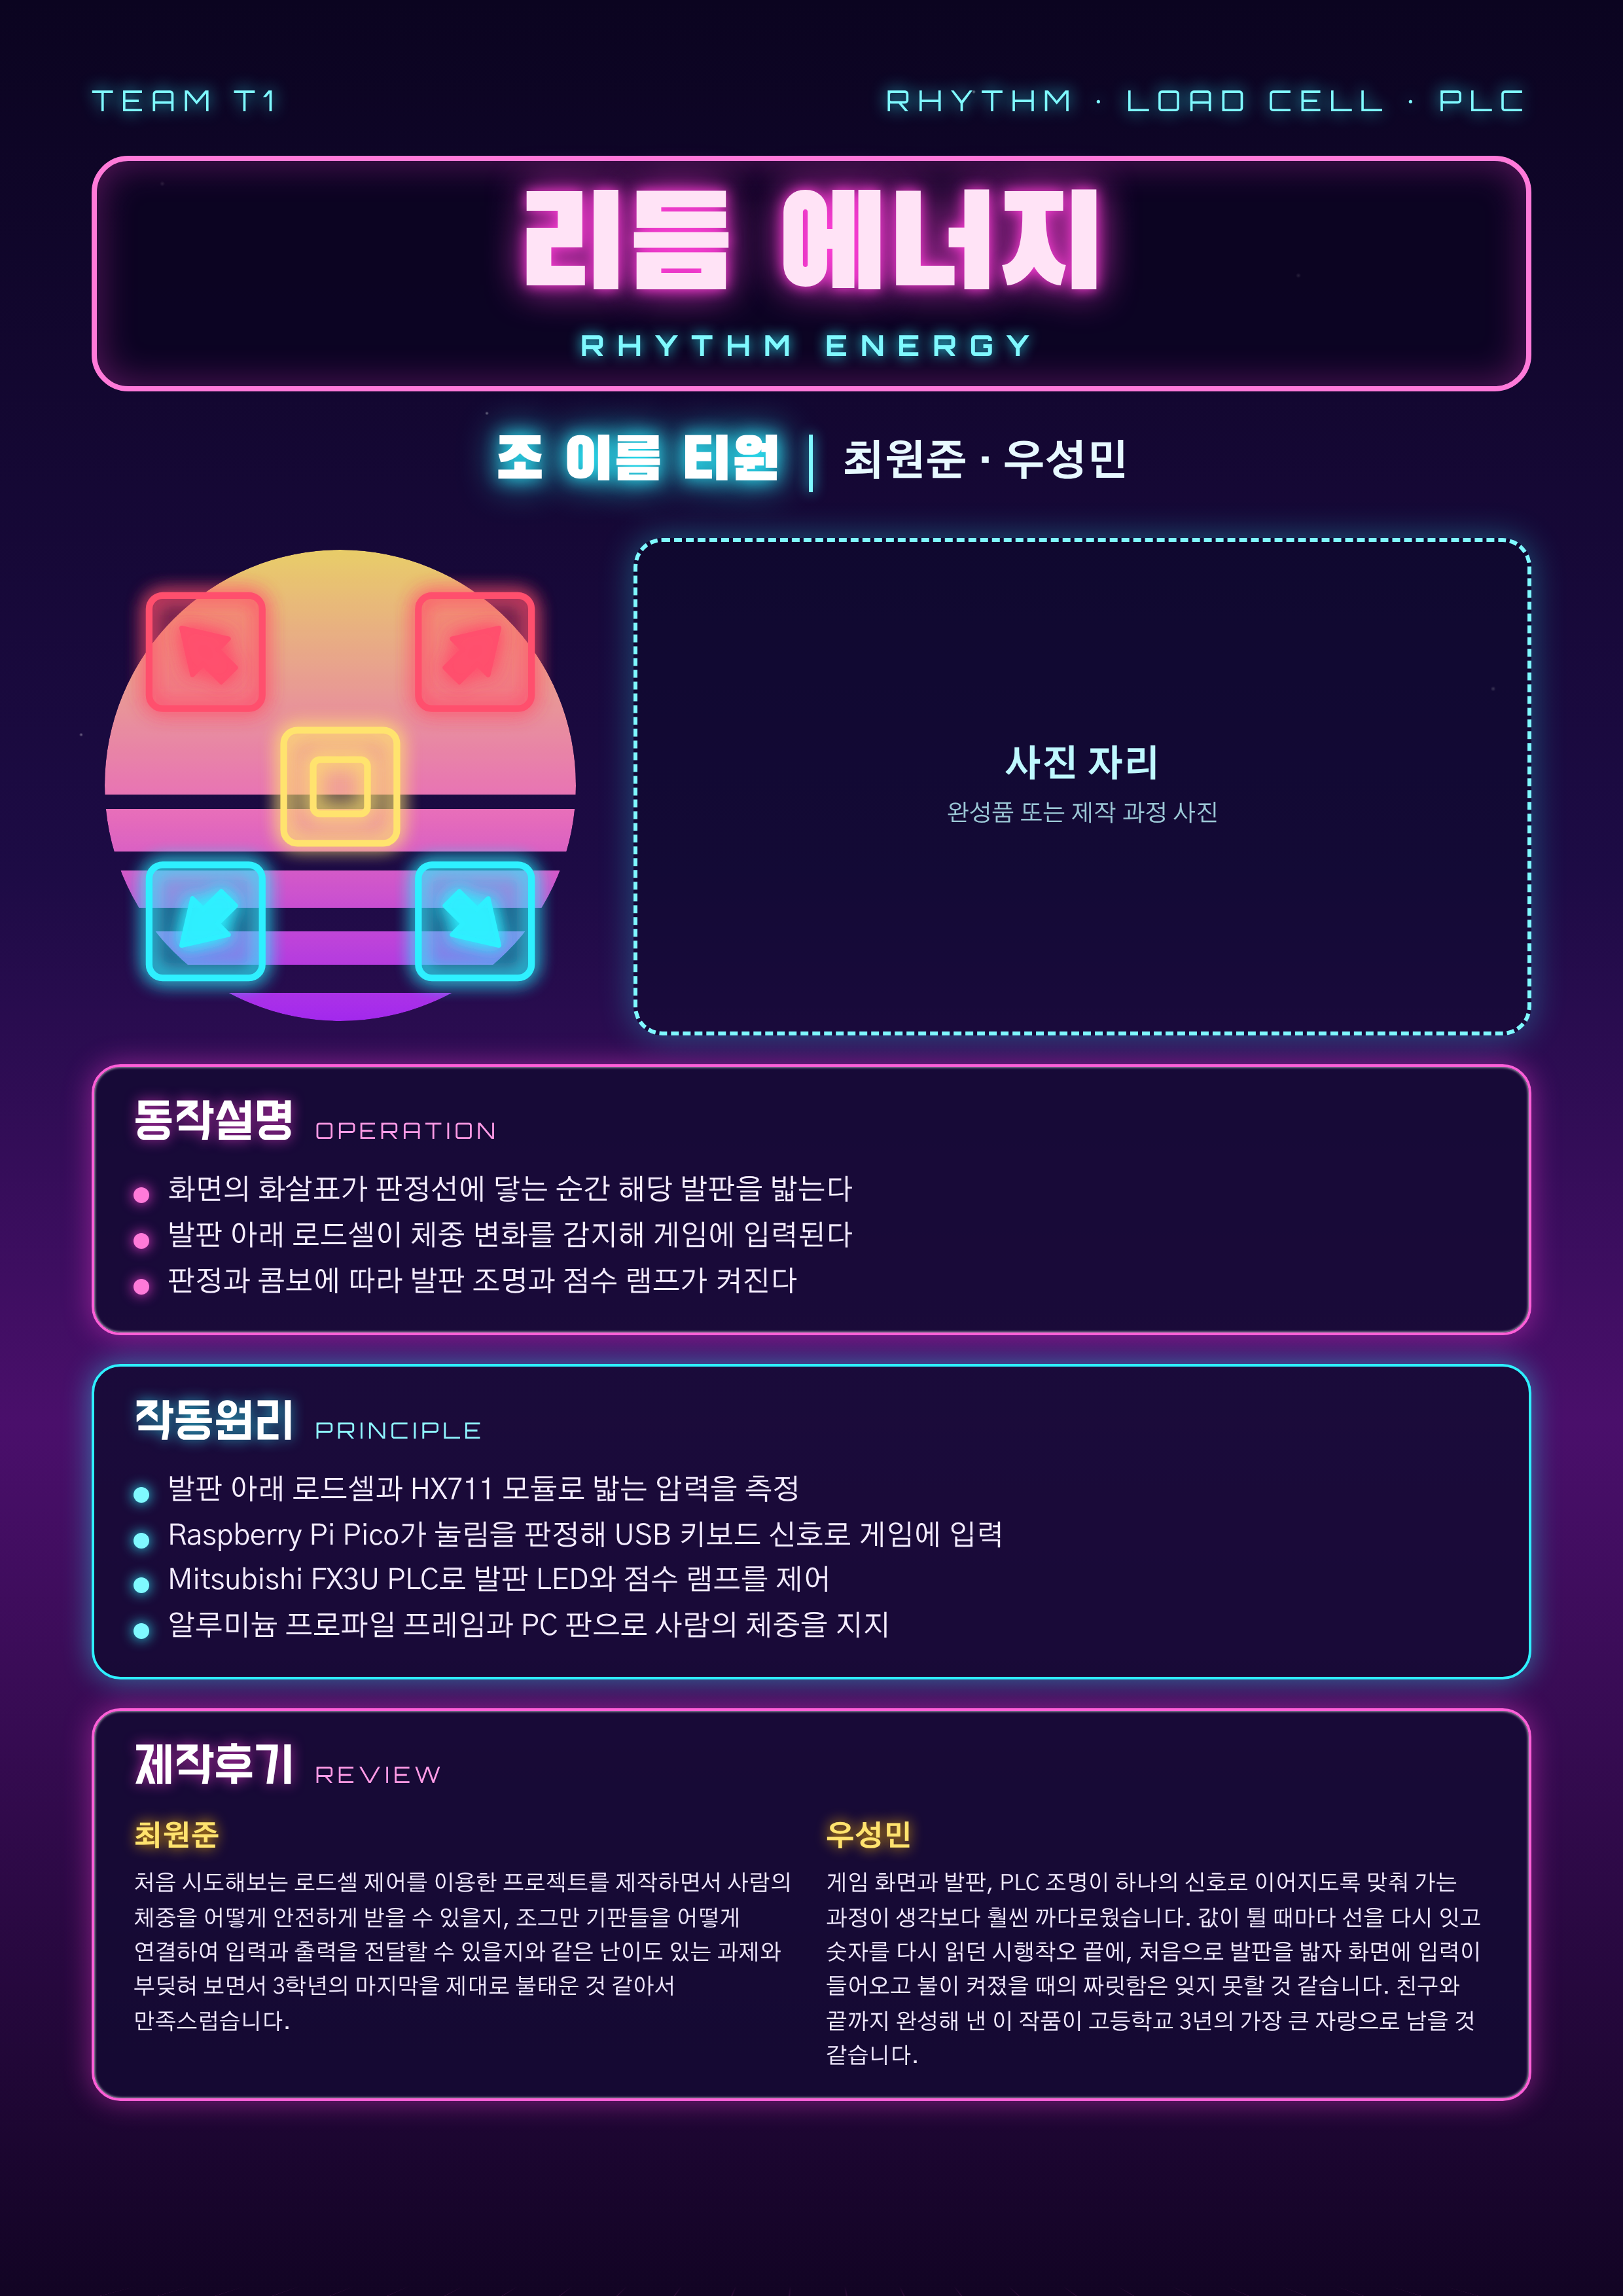 TEAM T1
RHYTHM · LOAD CELL · PLC
리듬 에너지
RHYTHM ENERGY
조 이름 티원 | 최원준 · 우성민
사진 자리
완성품 또는 제작 과정 사진
동작설명 OPERATION
화면의 화살표가 판정선에 닿는 순간 해당 발판을 밟는다
발판 아래 로드셀이 체중 변화를 감지해 게임에 입력된다
판정과 콤보에 따라 발판 조명과 점수 램프가 켜진다
작동원리 PRINCIPLE
발판 아래 로드셀과 HX711 모듈로 밟는 압력을 측정
Raspberry Pi Pico가 눌림을 판정해 USB 키보드 신호로 게임에 입력
Mitsubishi FX3U PLC로 발판 LED와 점수 램프를 제어
알루미늄 프로파일 프레임과 PC 판으로 사람의 체중을 지지
제작후기 REVIEW
최원준
처음 시도해보는 로드셀 제어를 이용한 프로젝트를 제작하면서 사람의
체중을 어떻게 안전하게 받을 수 있을지, 조그만 기판들을 어떻게
연결하여 입력과 출력을 전달할 수 있을지와 같은 난이도 있는 과제와
부딪혀 보면서 3학년의 마지막을 제대로 불태운 것 같아서
만족스럽습니다.
우성민
게임 화면과 발판, PLC 조명이 하나의 신호로 이어지도록 맞춰 가는
과정이 생각보다 훨씬 까다로웠습니다. 값이 튈 때마다 선을 다시 잇고
숫자를 다시 읽던 시행착오 끝에, 처음으로 발판을 밟자 화면에 입력이
들어오고 불이 켜졌을 때의 짜릿함은 잊지 못할 것 같습니다. 친구와
끝까지 완성해 낸 이 작품이 고등학교 3년의 가장 큰 자랑으로 남을 것
같습니다.